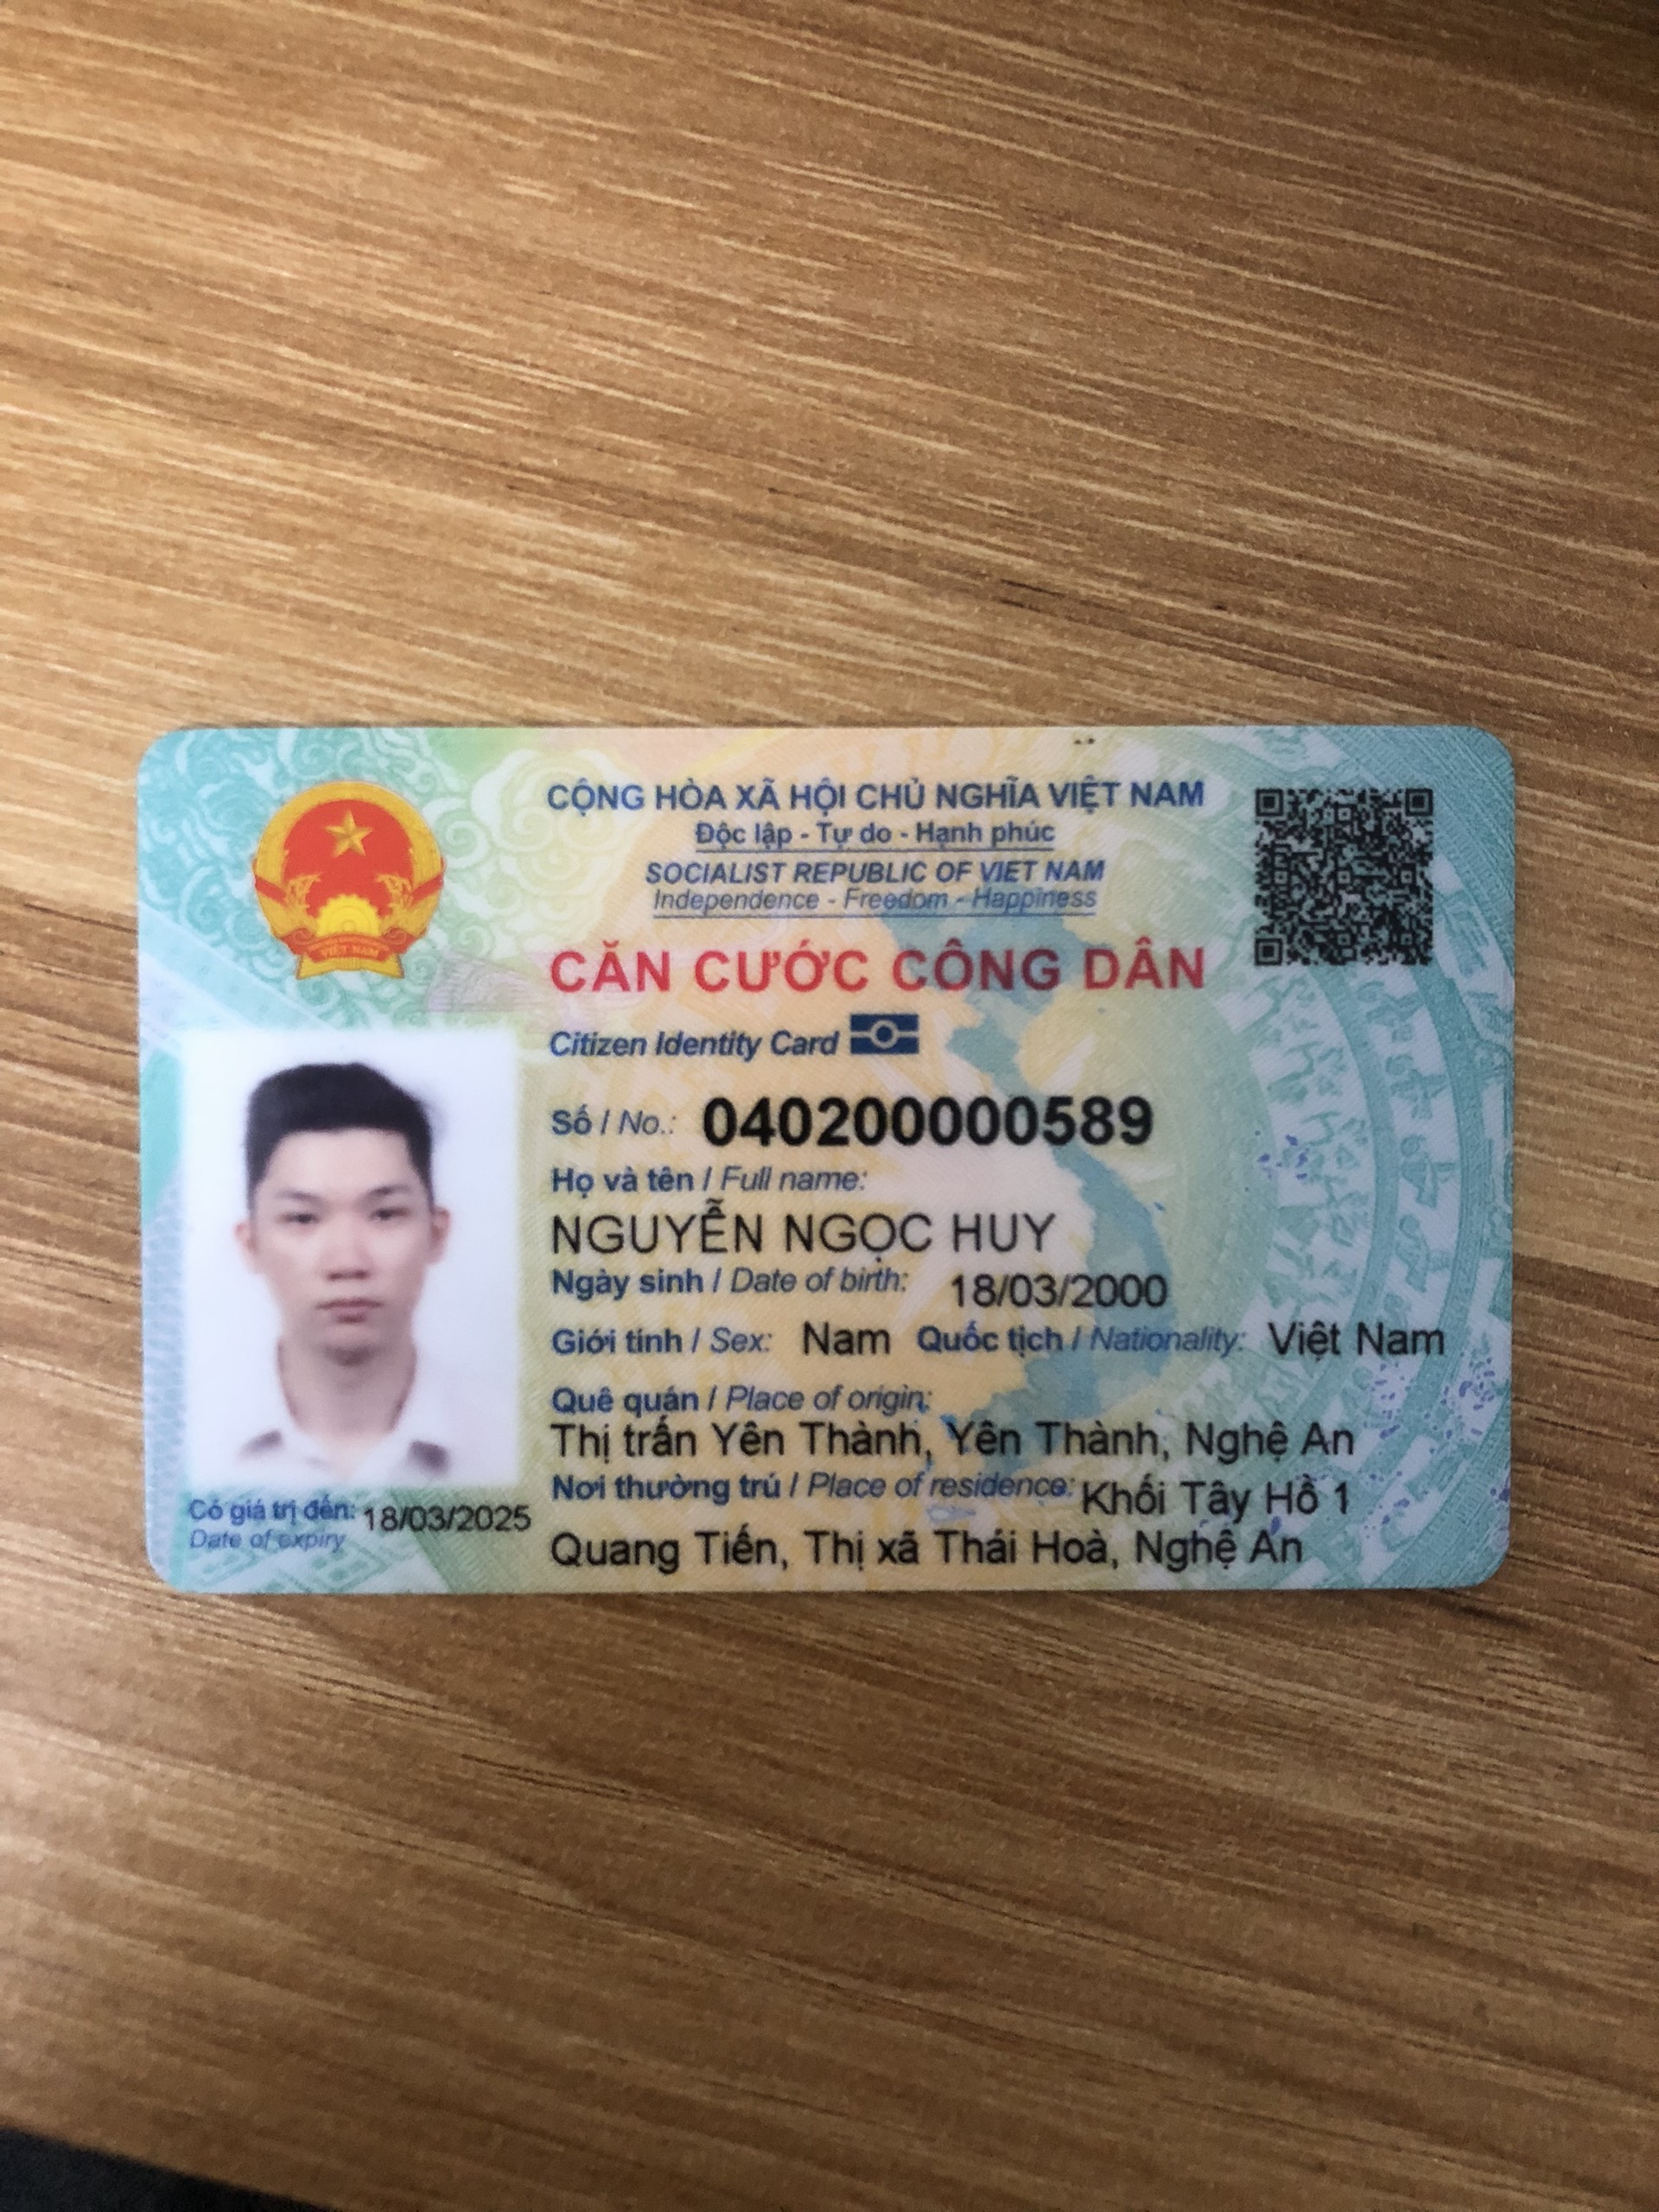 CỘNG HÒA XÃ HỘI CHỦ NGHĨA VIỆT NAM
Độc lập - Tự do - Hạnh phúc
SOCIALIST REPUBLIC OF VIET NAM
Independence - Freedom - Happiness
VIỆT NAM
CĂN CƯỚC CÔNG DÂN
Citizen Identity Card
Số / No.: 040200000589
Họ và tên / Full name:
NGUYỄN NGỌC HUY
Ngày sinh / Date of birth: 18/03/2000
Giới tính / Sex: Nam Quốc tịch / Nationality: Việt Nam
Quê quán / Place of origin:
Thị trấn Yên Thành, Yên Thành, Nghệ An
Nơi thường trú / Place of residence: Khối Tây Hồ 1
Quang Tiến, Thị xã Thái Hoà, Nghệ An
Có giá trị đến: 18/03/2025
Date of expiry